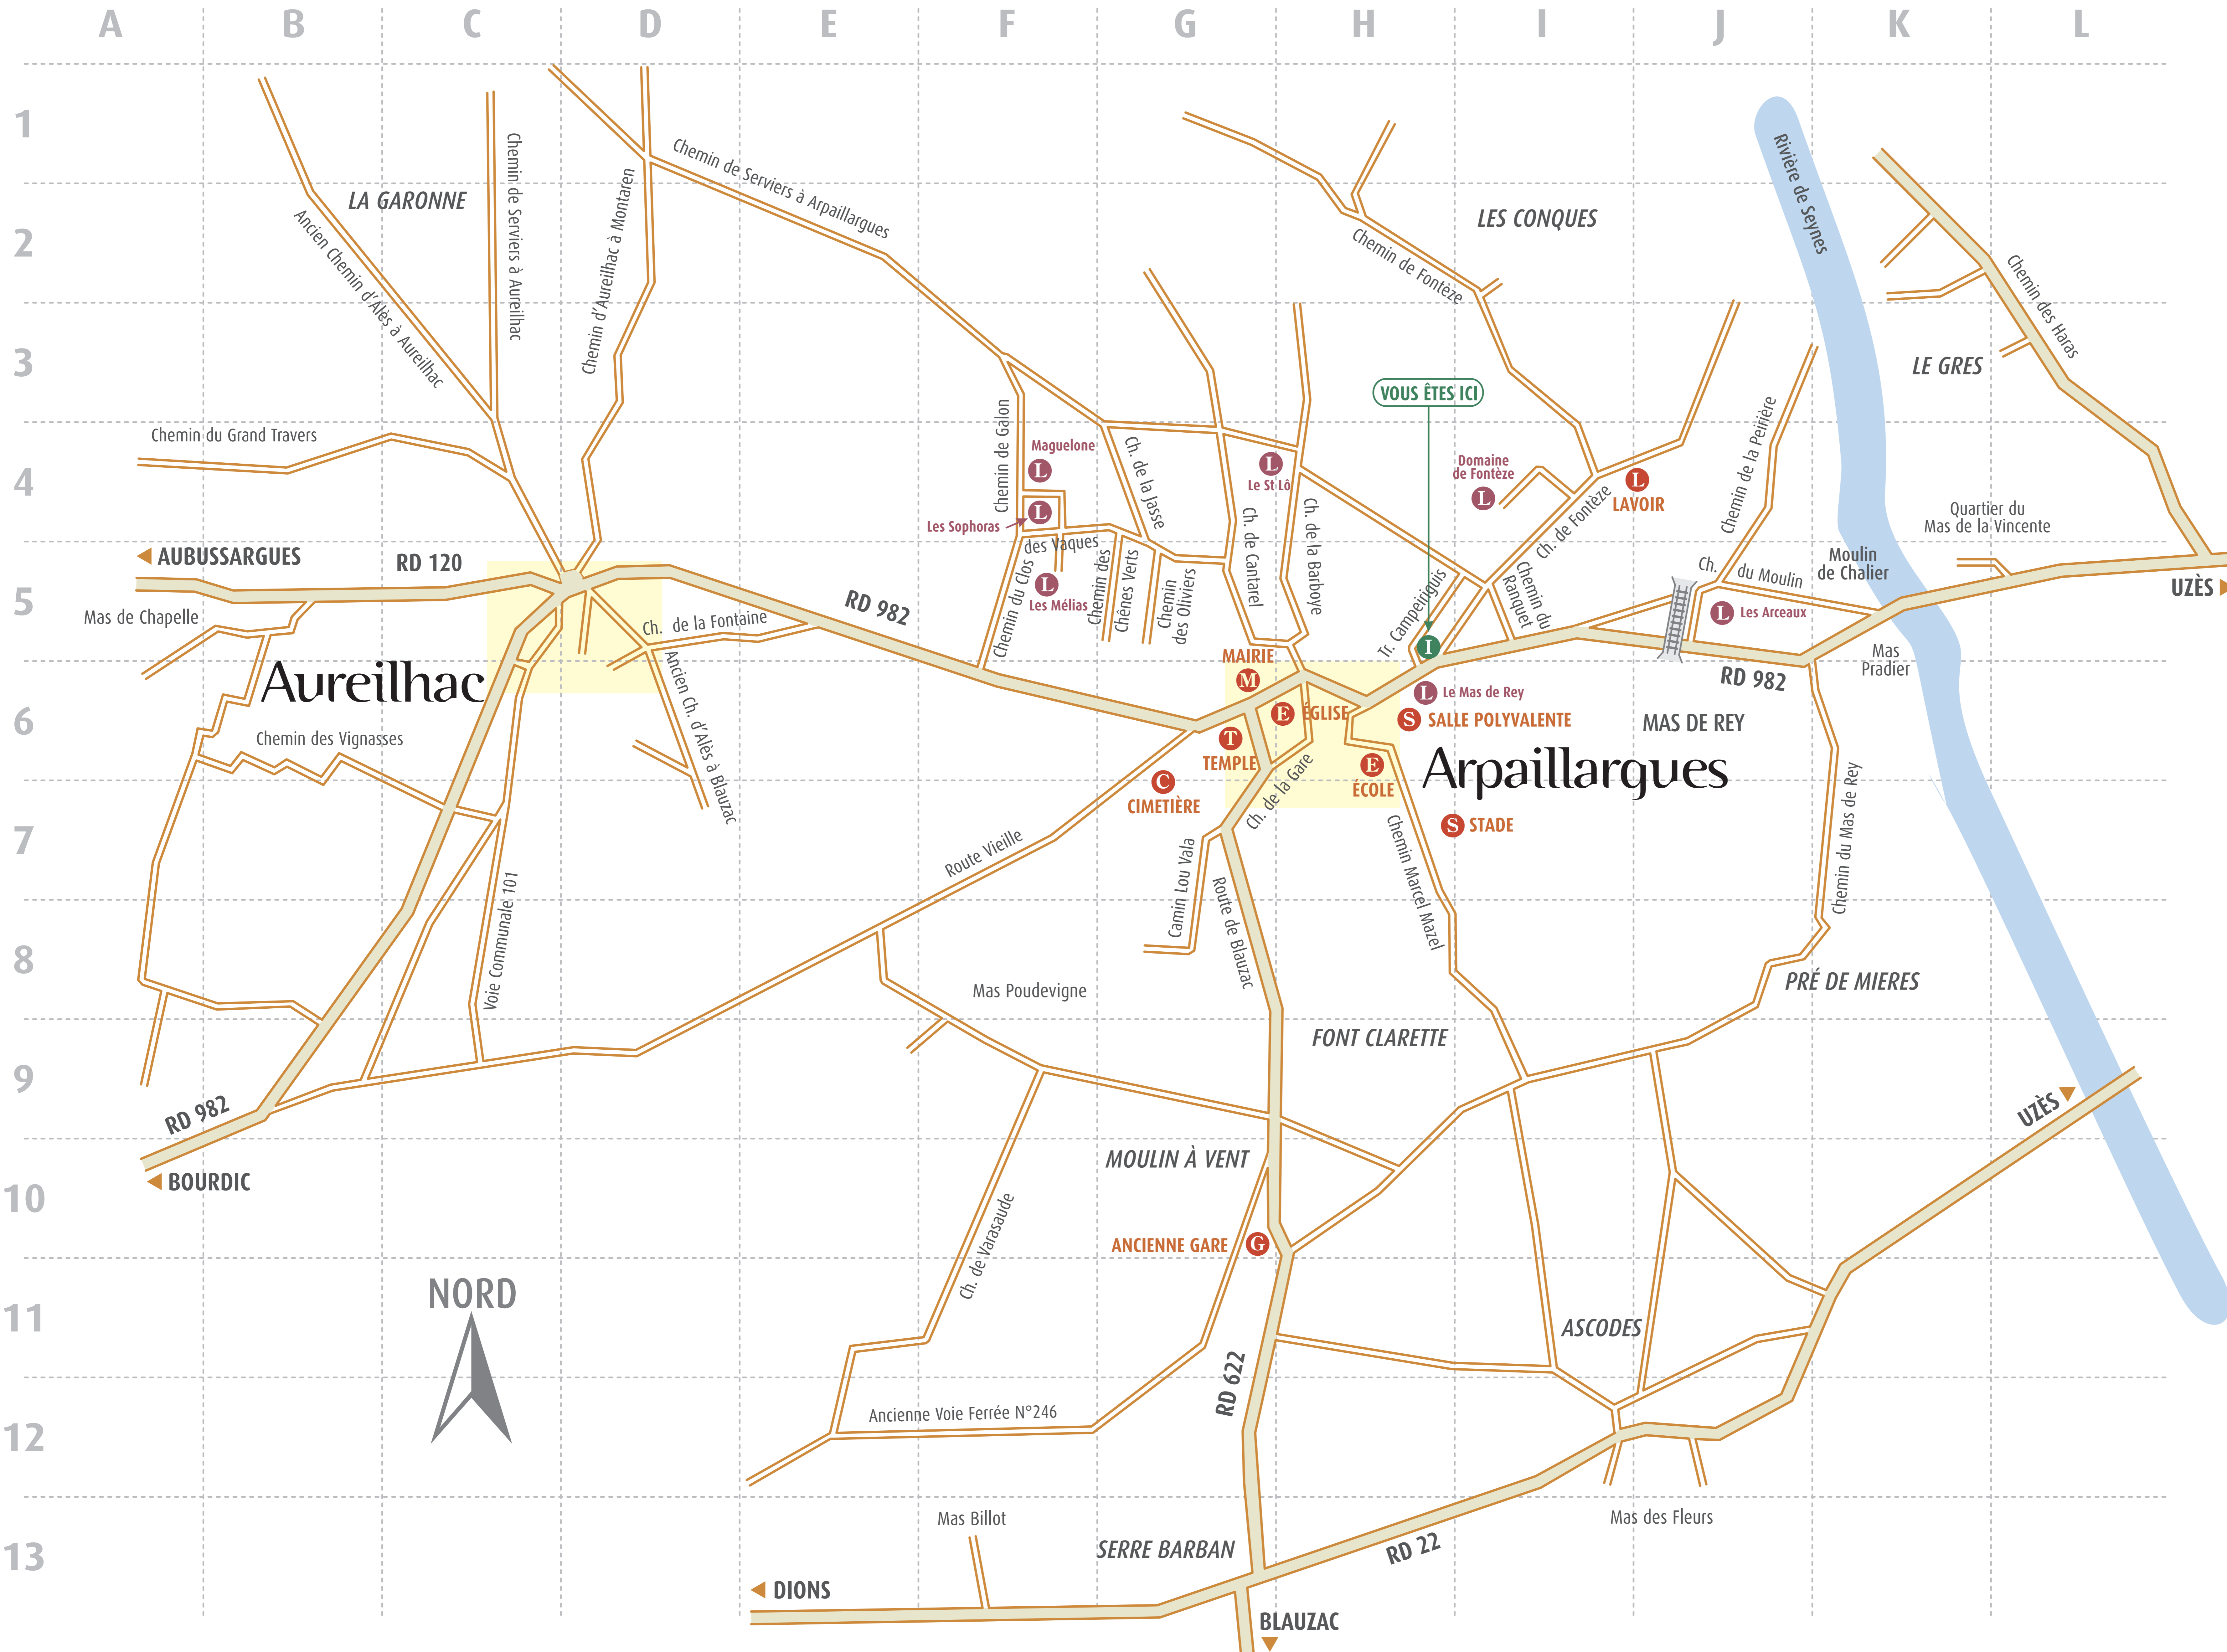 A B C D E F G H I J K L
1
2
3
4
5
6
7
8
9
10
11
12
13
LA GARONNE
Ancien Chemin d'Alès à Aureilhac
Chemin de Serviers à Aureilhac
Chemin d'Aureilhac à Montaren
Chemin de Serviers à Arpaillargues
LES CONQUES
Chemin de Fontèze
Rivière de Seynes
Chemin des Haras
LE GRES
VOUS ÊTES ICI
Chemin du Grand Travers
Chemin de Galon
Maguelone
L
L
Les Sophoras
Ch. de la Jasse
L
Le St Lô
Domaine
de Fontèze
L
L
LAVOIR
Chemin de la Peirière
Quartier du
Mas de la Vincente
AUBUSSARGUES
RD 120
Mas de Chapelle
des Vaques
L
Les Mélias
Chemin du Clos
Chemin des
Chênes Verts
Chemin
des Oliviers
Ch. de Cantarel
Ch. de la Barboye
Tr. Campeiriguis
I
Ch. de Fontèze
Chemin du
Ranquet
Ch. du Moulin
L
Les Arceaux
Moulin
de Chalier
UZÈS
Mas
Pradier
Aureilhac
Ch. de la Fontaine
RD 982
Ancien Ch. d'Alès à Blauzac
Chemin des Vignasses
MAIRIE
M
E
ÉGLISE
T
TEMPLE
C
CIMETIÈRE
L
Le Mas de Rey
S
SALLE POLYVALENTE
E
ÉCOLE
Arpaillargues
RD 982
MAS DE REY
S
STADE
Ch. de la Gare
Route Vieille
Camin Lou Vala
Route de Blauzac
Chemin Marcel Mazel
Chemin du Mas de Rey
Voie Communale 101
Mas Poudevigne
PRÉ DE MIERES
FONT CLARETTE
RD 982
BOURDIC
UZÈS
MOULIN À VENT
Ch. de Varasaude
ANCIENNE GARE
G
NORD
ASCODES
RD 622
Ancienne Voie Ferrée N°246
Mas Billot
SERRE BARBAN
RD 22
Mas des Fleurs
DIONS
BLAUZAC